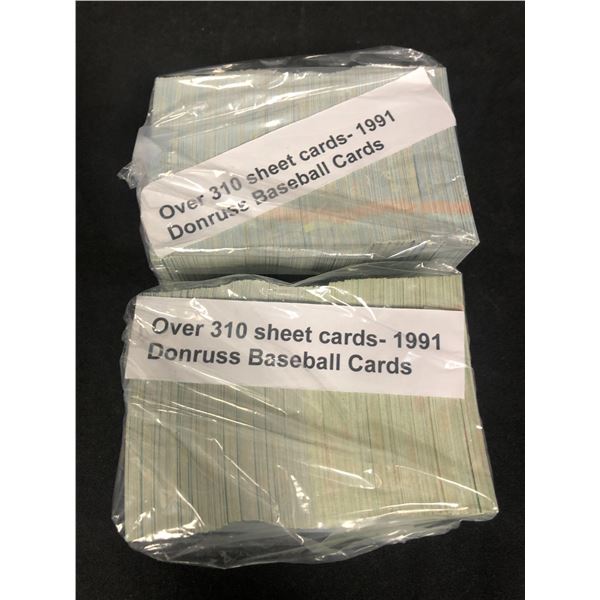 Over 310 sheet cards- 1991
Donruss Baseball Cards
Over 310 sheet cards- 1991
Donruss Baseball Cards